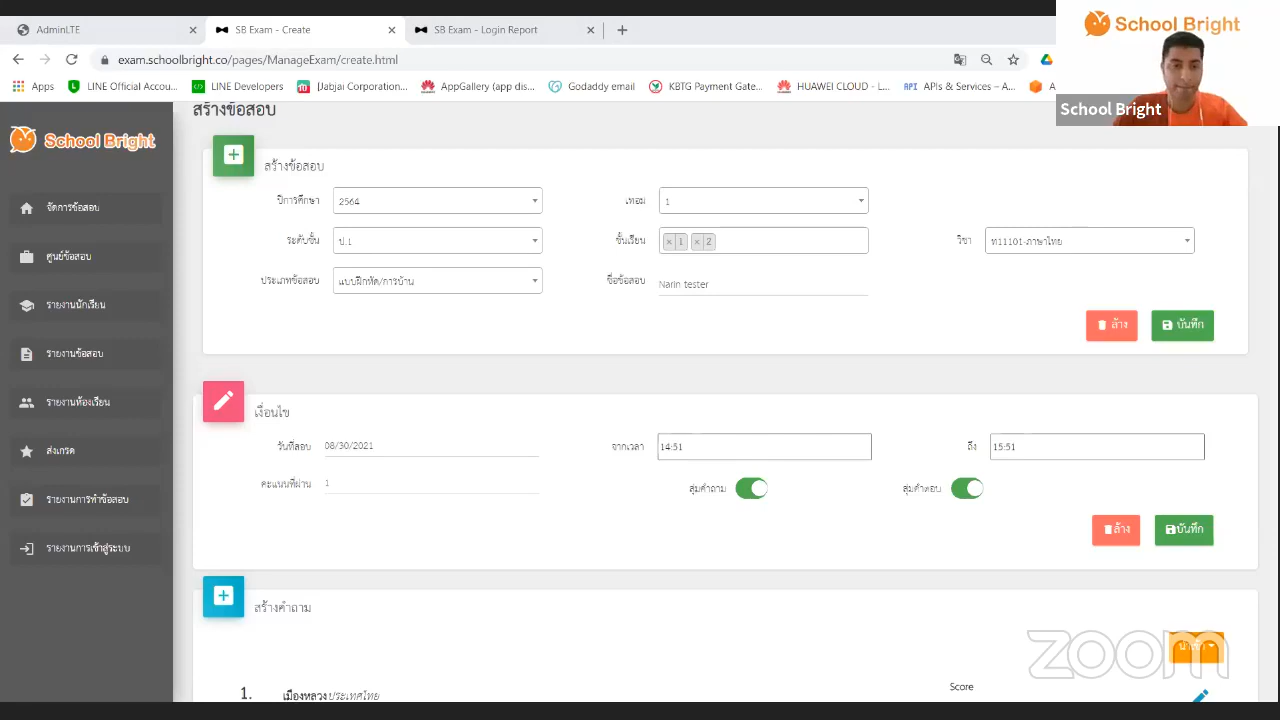 AdminLTE
SB Exam - Create
SB Exam - Login Report
School Bright
exam.schoolbright.co/pages/ManageExam/create.html
Apps
LINE Official Accou...
LINE Developers
[Jabjai Corporation...
AppGallery (app dis...
Godaddy email
KBTG Payment Gate...
HUAWEI CLOUD - L...
APIs & Services – A...
A
School Bright
School Bright
สร้างข้อสอบ
สร้างข้อสอบ
ปีการศึกษา 2564 เทอม 1
ระดับชั้น ป.1 ชั้นเรียน × 1 × 2 วิชา ท11101-ภาษาไทย
ประเภทข้อสอบ แบบฝึกหัด/การบ้าน ชื่อข้อสอบ Narin tester
ล้าง บันทึก
จัดการข้อสอบ
ศูนย์ข้อสอบ
รายงานนักเรียน
รายงานข้อสอบ
รายงานห้องเรียน
ส่งเกรด
รายงานการทำข้อสอบ
รายงานการเข้าสู่ระบบ
เงื่อนไข
วันที่สอบ 08/30/2021 จากเวลา 14:51 ถึง 15:51
คะแนนที่ผ่าน 1 สุ่มคำถาม สุ่มคำตอบ
ล้าง บันทึก
สร้างคำถาม
นำเข้า
zoom
Score
1. เมืองหลวงประเทศไทย